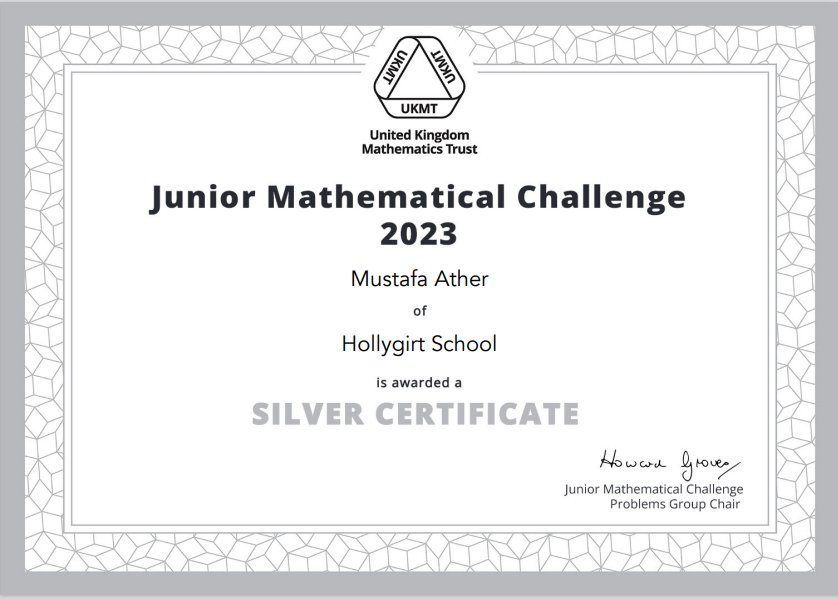 UKMT
UKMT
UKMT
United Kingdom
Mathematics Trust
Junior Mathematical Challenge
2023
Mustafa Ather
of
Hollygirt School
is awarded a
SILVER CERTIFICATE
Howard Groves
Junior Mathematical Challenge
Problems Group Chair